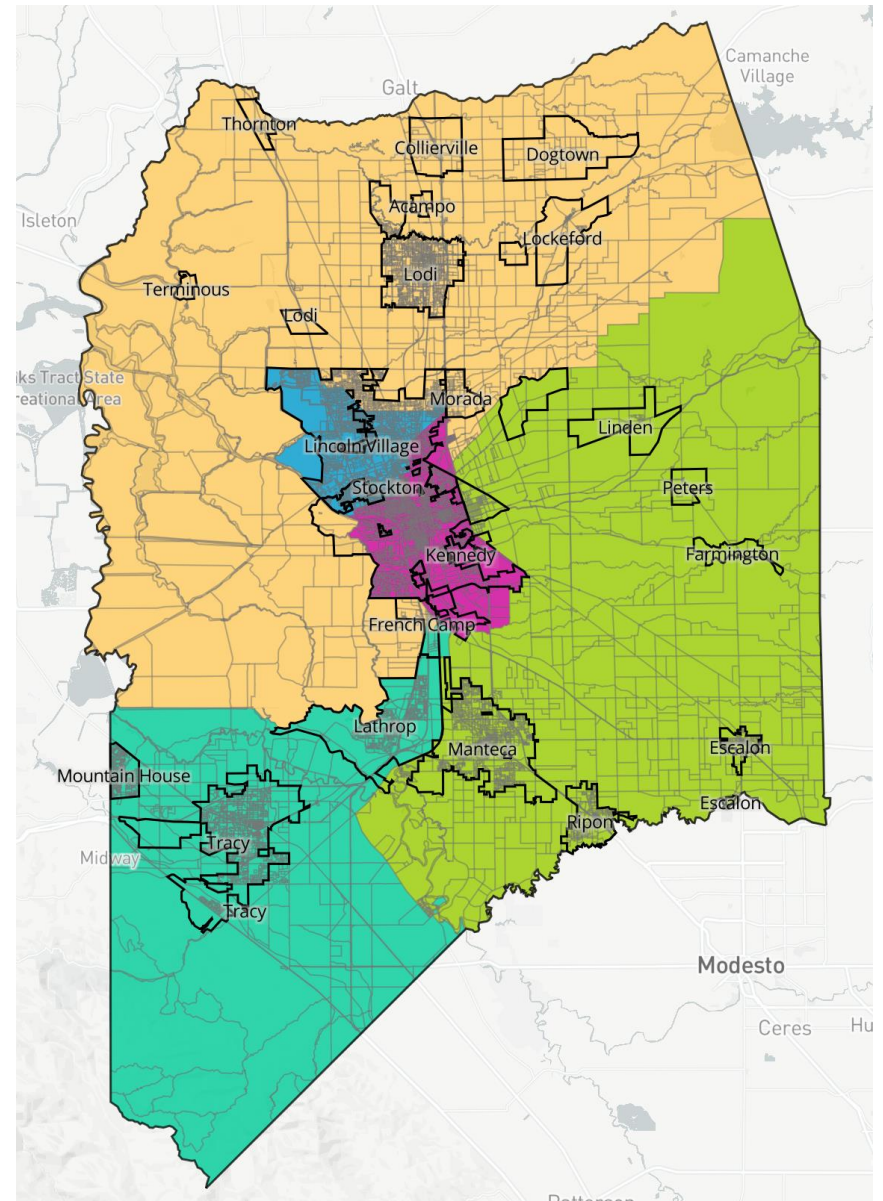 Camanche
Village
Galt
Thornton
Collierville
Dogtown
Isleton
Acampo
Lockeford
Lodi
Terminous
Lodi
ks Tract State
reational Area
Morada
Linden
Lincoln Village
Stockton
Peters
Kennedy
Farmington
French Camp
Lathrop
Manteca
Escalon
Mountain House
Escalon
Ripon
Tracy
Midway
Tracy
Modesto
Ceres
Hu
Patterson